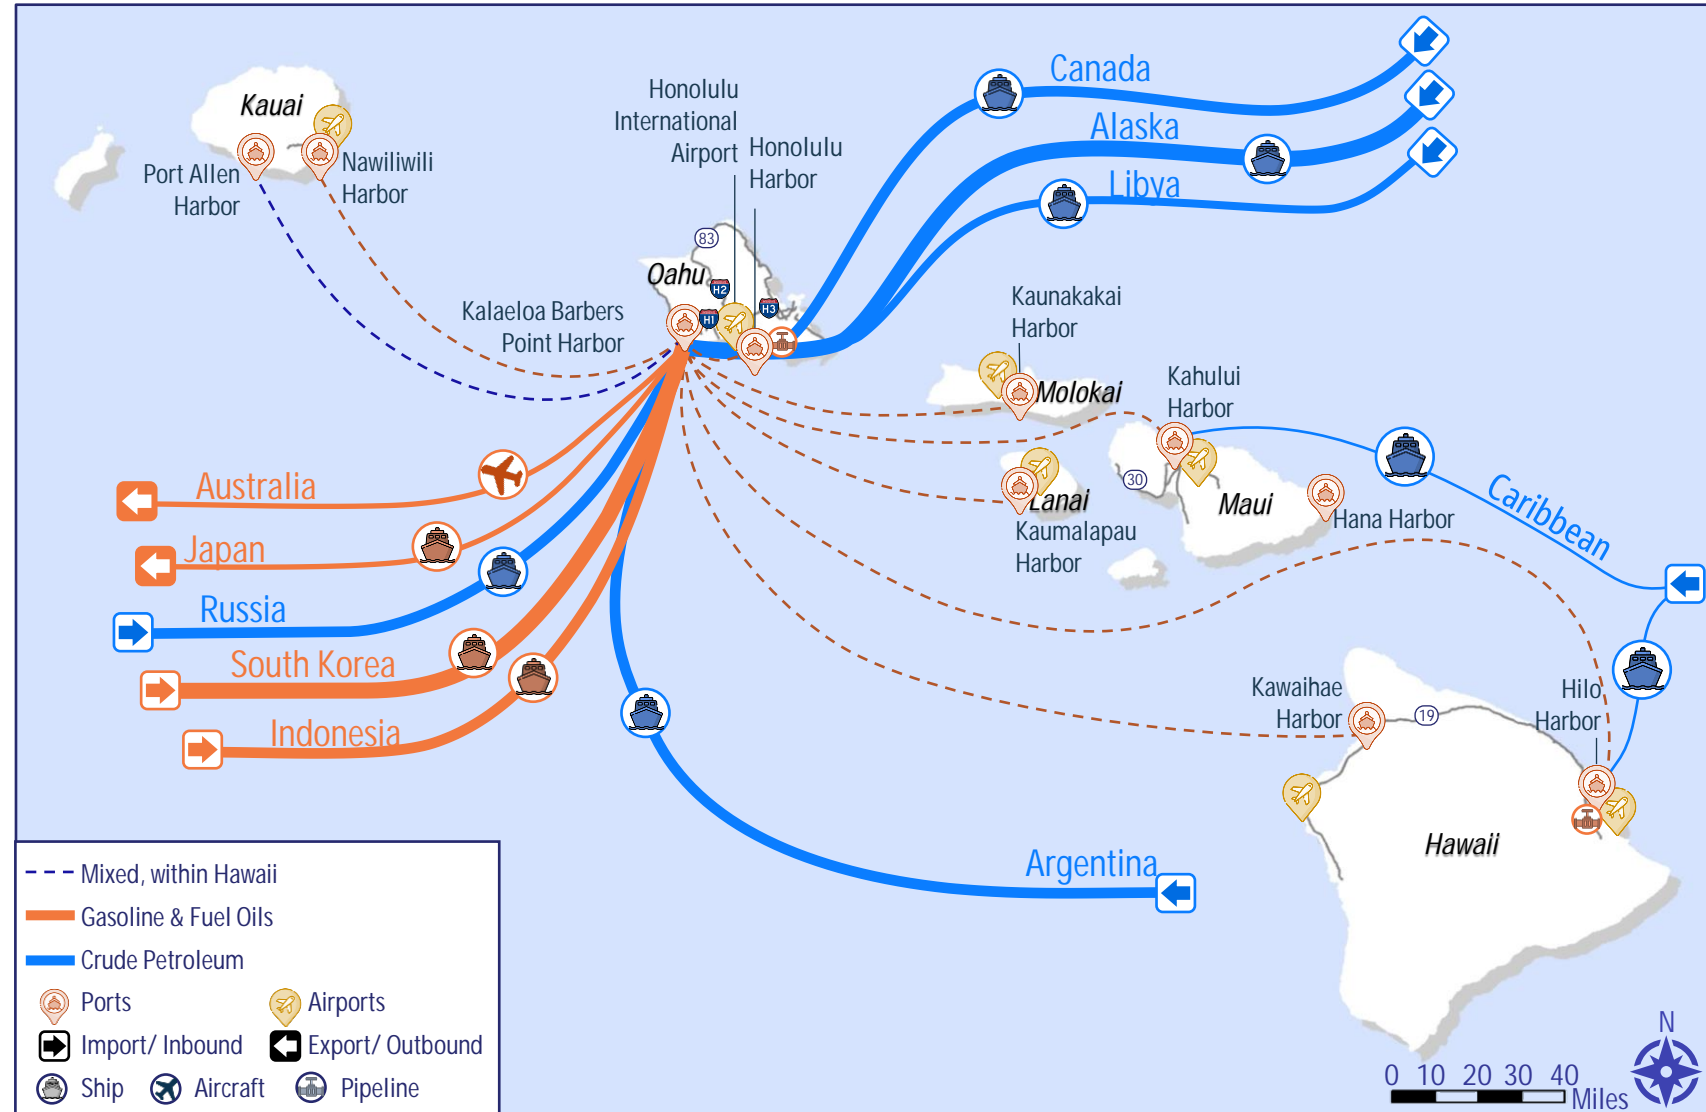 Canada
Alaska
Libya
Kauai
Port Allen
Harbor
Nawiliwili
Harbor
Honolulu
International
Airport
Honolulu
Harbor
83
Oahu
H2
H1
H3
Kalaeloa Barbers
Point Harbor
Kaunakakai
Harbor
Molokai
Kahului
Harbor
Lanai
Kaumalapau
Harbor
30
Maui
Hana Harbor
Caribbean
Australia
Japan
Russia
South Korea
Indonesia
Argentina
Kawaihae
Harbor
19
Hilo
Harbor
Hawaii
Mixed, within Hawaii
Gasoline & Fuel Oils
Crude Petroleum
Ports
Airports
Import/ Inbound
Export/ Outbound
Ship
Aircraft
Pipeline
N
0 10 20 30 40
Miles